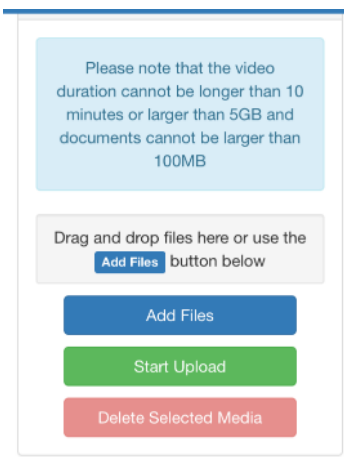 Please note that the video
duration cannot be longer than 10
minutes or larger than 5GB and
documents cannot be larger than
100MB
Drag and drop files here or use the
Add Files button below
Add Files
Start Upload
Delete Selected Media